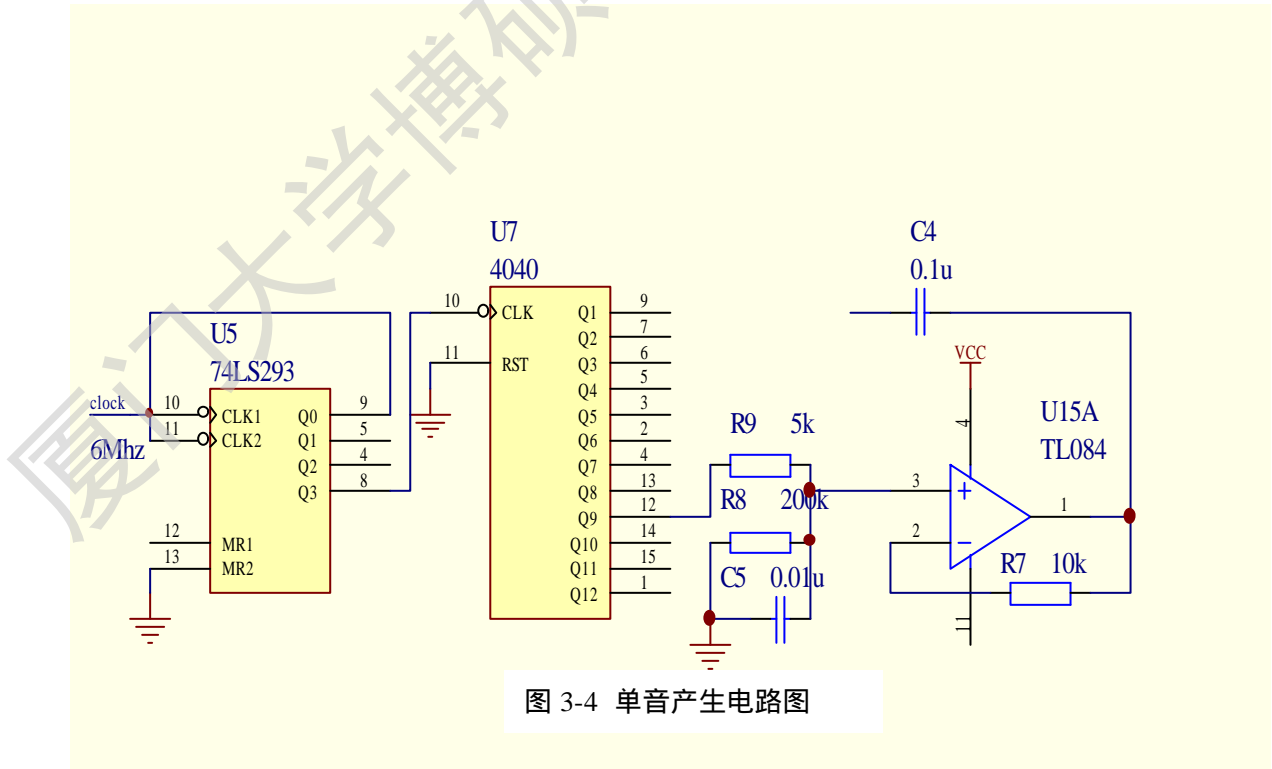 厦门大学博硕
U7
4040
C4
0.1u
10
CLK
11
RST
Q1
9
Q2
7
Q3
6
Q4
5
Q5
3
Q6
2
Q7
4
Q8
13
Q9
12
Q10
14
Q11
15
Q12
1
U5
74LS293
clock
6Mhz
10
CLK1
11
CLK2
12
MR1
13
MR2
Q0
9
Q1
5
Q2
4
Q3
8
R9 5k
R8 200k
C5 0.01u
VCC
4
U15A
TL084
3
+
2
−
1
11
R7 10k
图 3-4 单音产生电路图